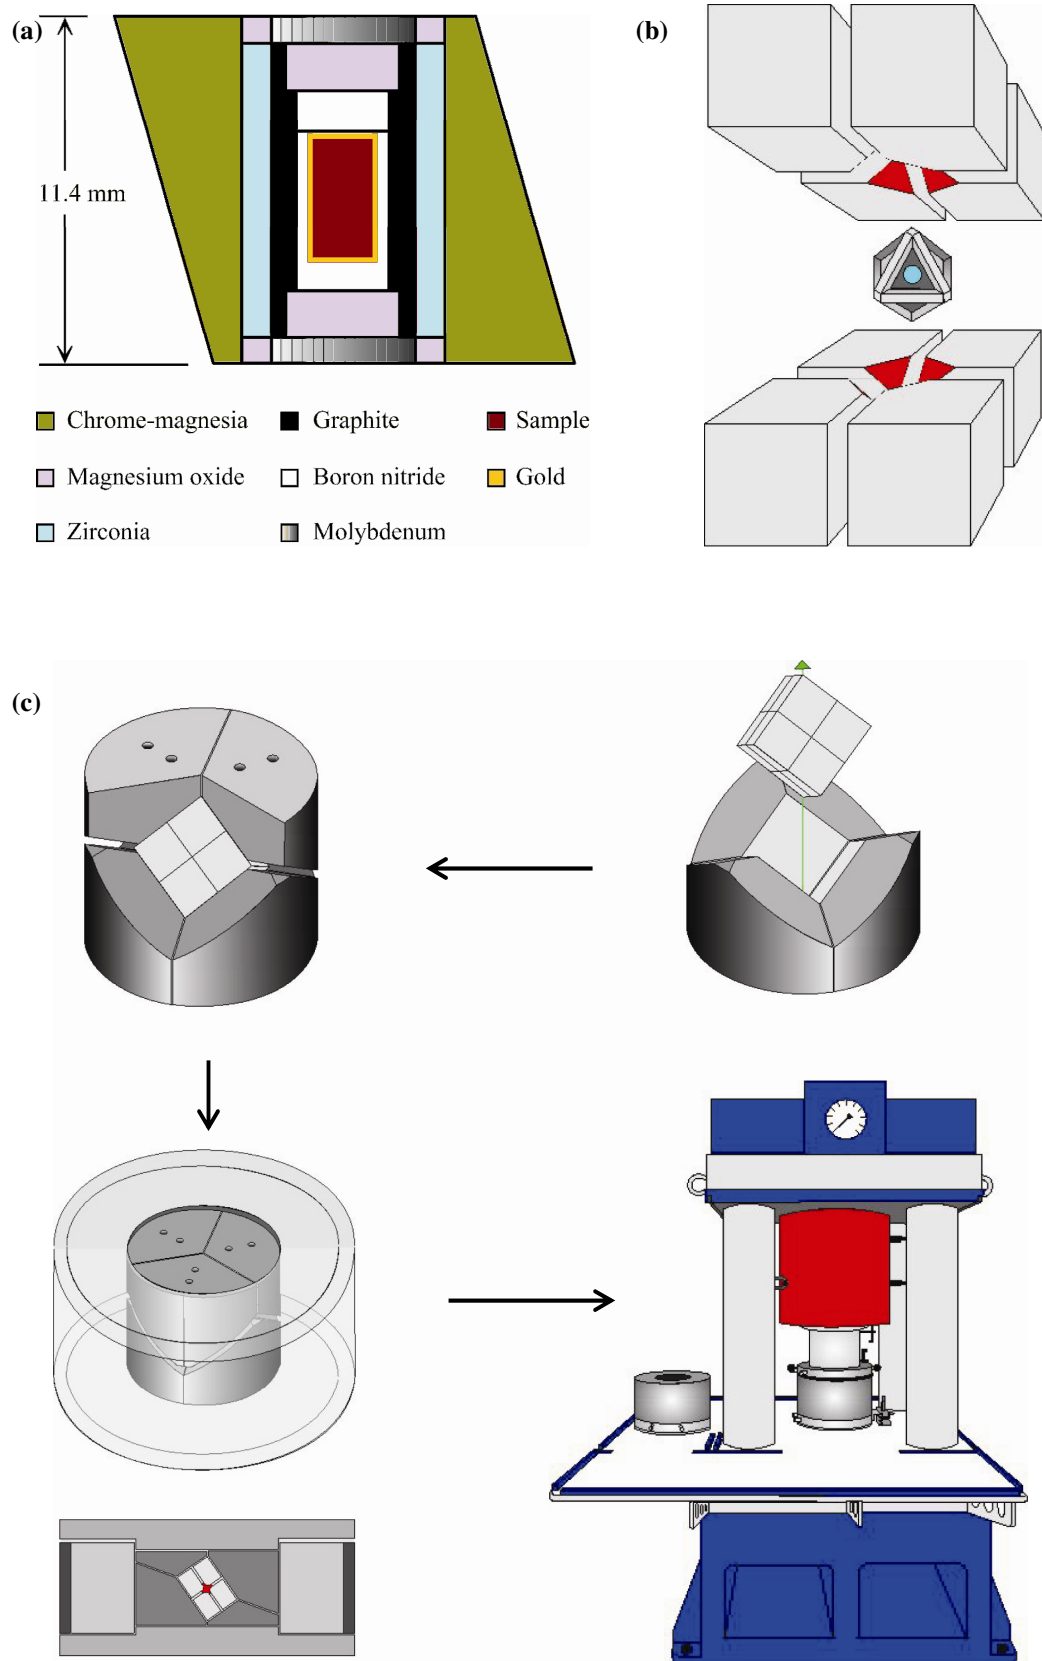 (a)
(b)
11.4 mm
Chrome-magnesia
Graphite
Sample
Magnesium oxide
Boron nitride
Gold
Zirconia
Molybdenum
(c)